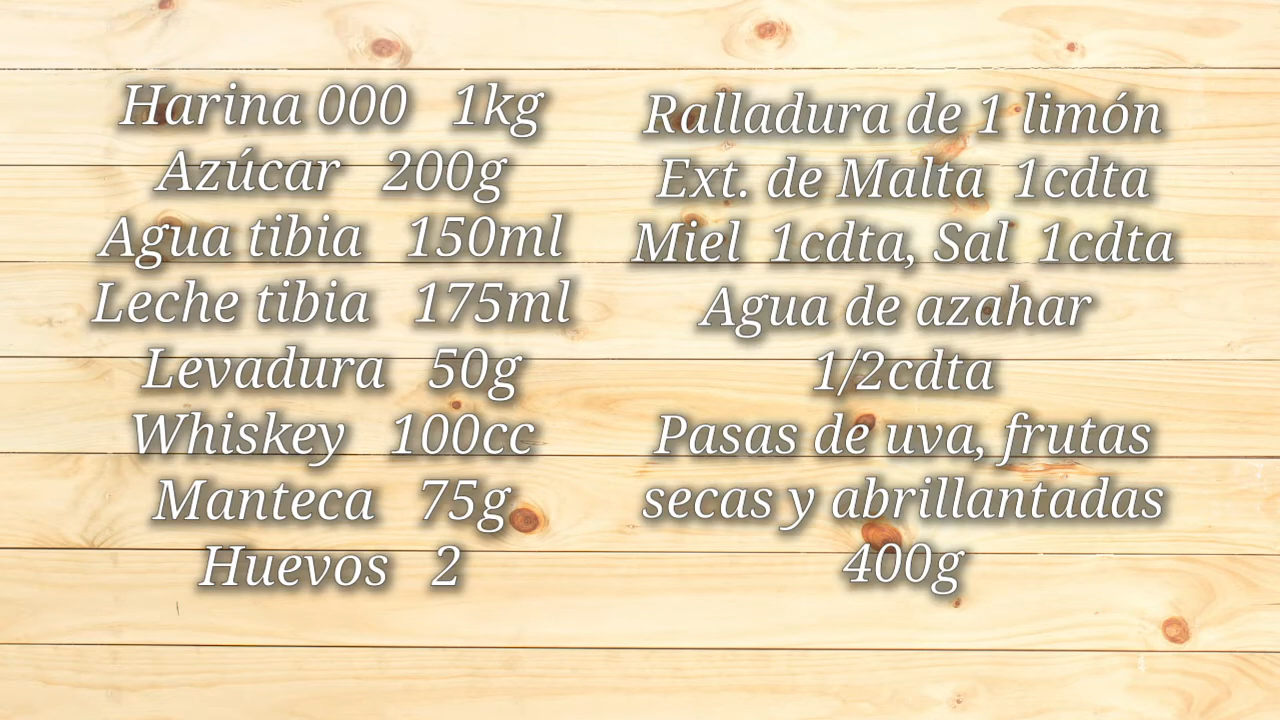 Harina 000 1kg
Azúcar 200g
Agua tibia 150ml
Leche tibia 175ml
Levadura 50g
Whiskey 100cc
Manteca 75g
Huevos 2
Ralladura de 1 limón
Ext. de Malta 1cdta
Miel 1cdta, Sal 1cdta
Agua de azahar
1/2cdta
Pasas de uva, frutas
secas y abrillantadas
400g